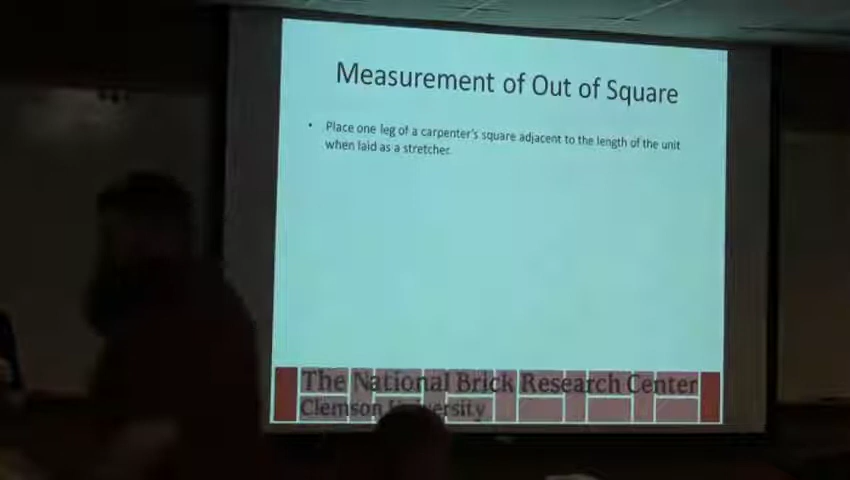 Measurement of Out of Square
• Place one leg of a carpenter's square adjacent to the length of the unit
when laid as a stretcher.
The National Brick Research Center
Clemson University